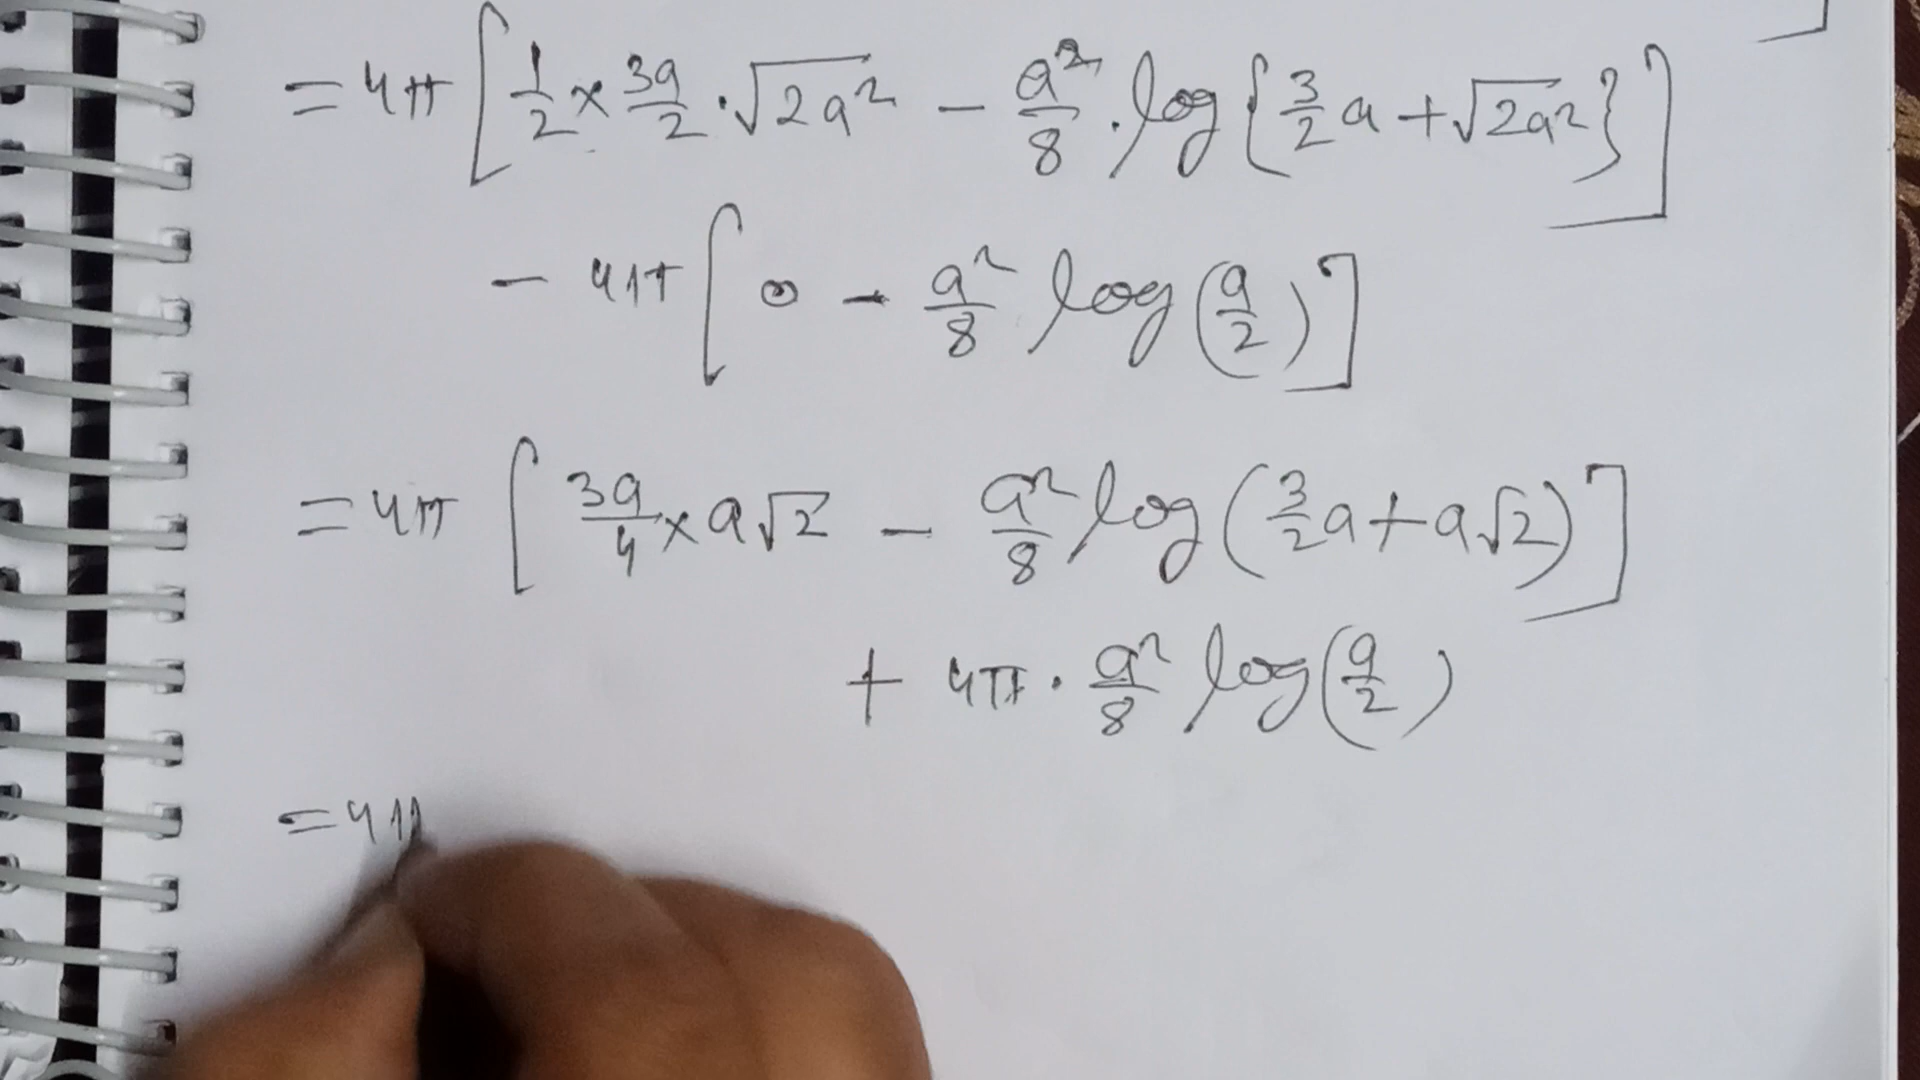 = 4π [ 1/2 × 3a/2 · √2a² − a²/8 · log { 3/2 a + √2a² } ]
− 4π [ 0 − a²/8 log (a/2) ]
= 4π [ 3a/4 × a√2 − a²/8 log ( 3/2 a + a√2 ) ]
+ 4π · a²/8 log (a/2)
= 4π